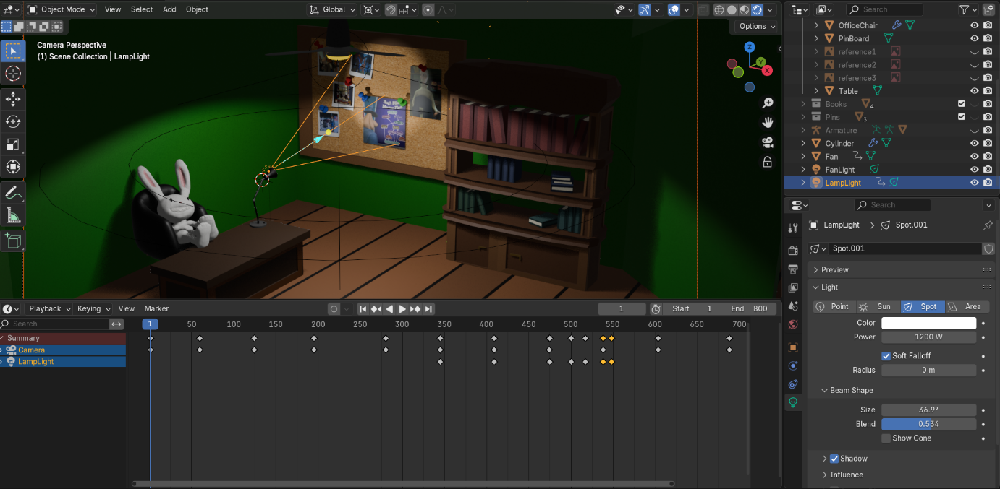 Object Mode View Select Add Object Global Options
Camera Perspective
(1) Scene Collection | LampLight
Z
Y
X
Playback Keying View Marker 1 Start 1 End 800
Search 1 50 100 150 200 250 300 350 400 450 500 550 600 650 700
Summary
Camera
LampLight
Search
OfficeChair
PinBoard
reference1
reference2
reference3
Table
Books 4
Pins 3
Armature
Cylinder
Fan
FanLight
LampLight
Search
LampLight Spot.001
Spot.001
Preview
Light
Point Sun Spot Area
Color
Power 1200 W
Soft Falloff
Radius 0 m
Beam Shape
Size 36.9°
Blend 0.534
Show Cone
Shadow
Influence